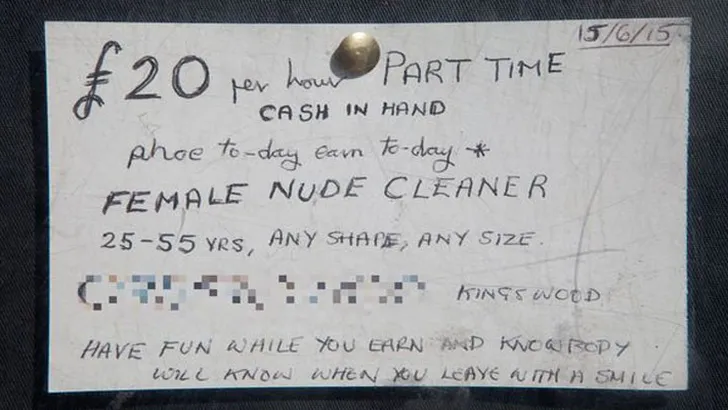 15/6/15
£20 per hour PART TIME
CASH IN HAND
phoe to-day earn to-day *
FEMALE NUDE CLEANER
25-55 YRS, ANY SHAPE, ANY SIZE.
KINGSWOOD
HAVE FUN WHILE YOU EARN AND KNOWBODY
WILL KNOW WHEN YOU LEAVE WITH A SMILE